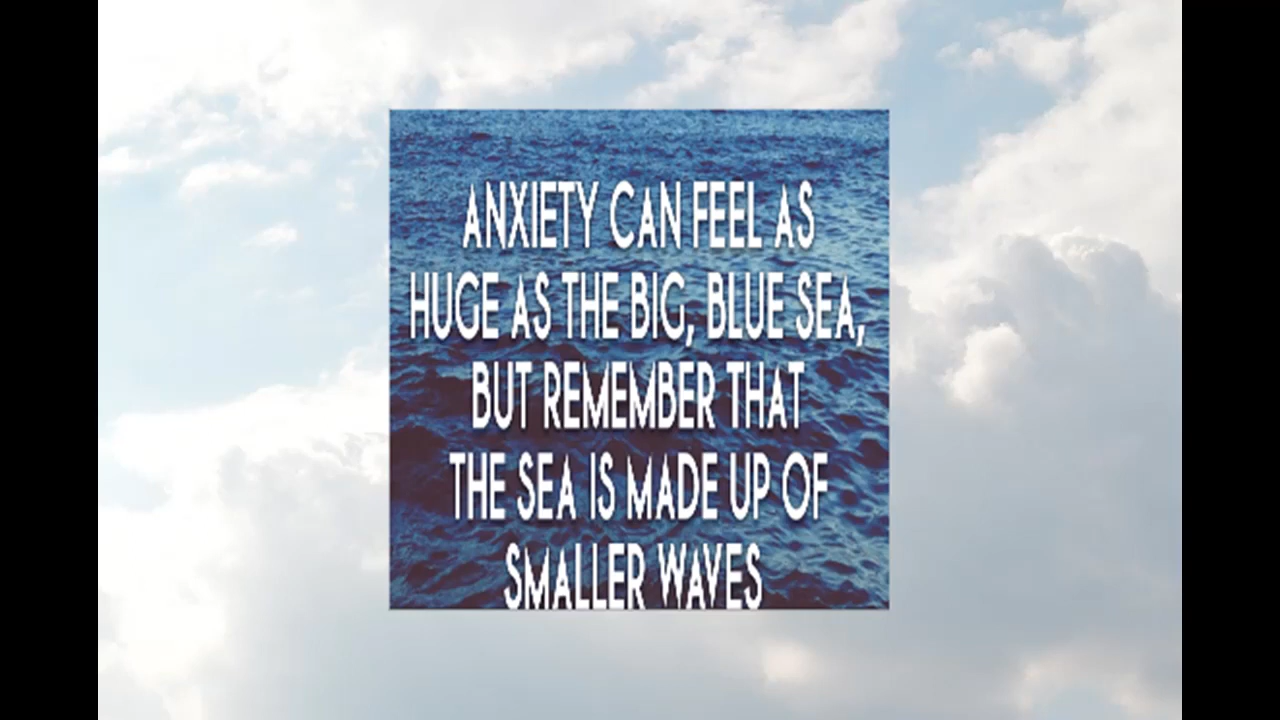 ANXIETY CAN FEEL AS
HUGE AS THE BIG, BLUE SEA,
BUT REMEMBER THAT
THE SEA IS MADE UP OF
SMALLER WAVES